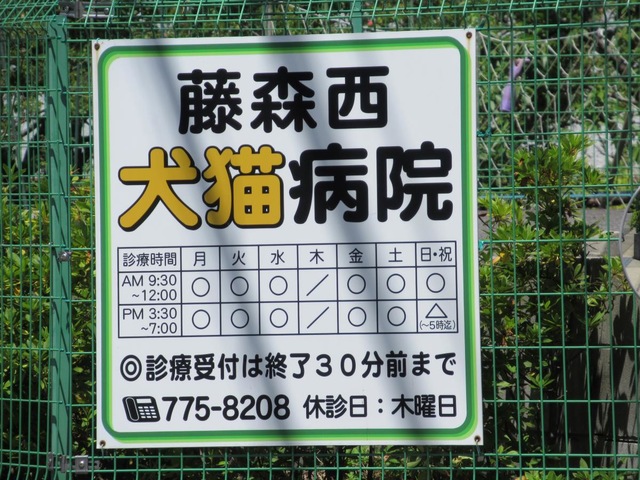 藤森西
犬猫病院
診療時間 月 火 水 木 金 土 日・祝
AM 9:30 ~12:00 ○ ○ ○ ／ ○ ○ ○
PM 3:30 ~7:00 ○ ○ ○ ／ ○ ○ △ (~5時迄)
◎診療受付は終了30分前まで
775-8208 休診日：木曜日